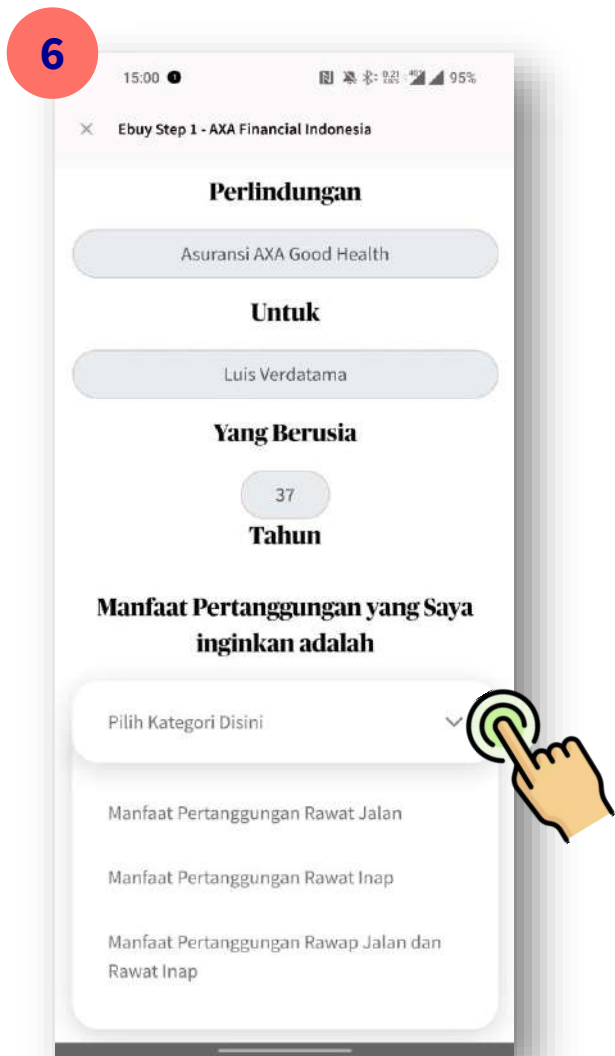 6
15:00
95%
Ebuy Step 1 - AXA Financial Indonesia
Perlindungan
Asuransi AXA Good Health
Untuk
Luis Verdatama
Yang Berusia
37
Tahun
Manfaat Pertanggungan yang Saya
inginkan adalah
Pilih Kategori Disini
Manfaat Pertanggungan Rawat Jalan
Manfaat Pertanggungan Rawat Inap
Manfaat Pertanggungan Rawap Jalan dan
Rawat Inap